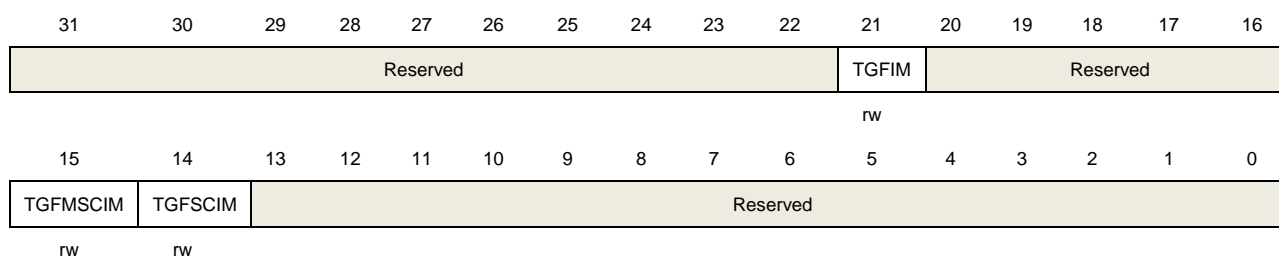 31 30 29 28 27 26 25 24 23 22 21 20 19 18 17 16
Reserved TGFIM Reserved
rw
15 14 13 12 11 10 9 8 7 6 5 4 3 2 1 0
TGFMSCIM TGFSCIM Reserved
rw rw